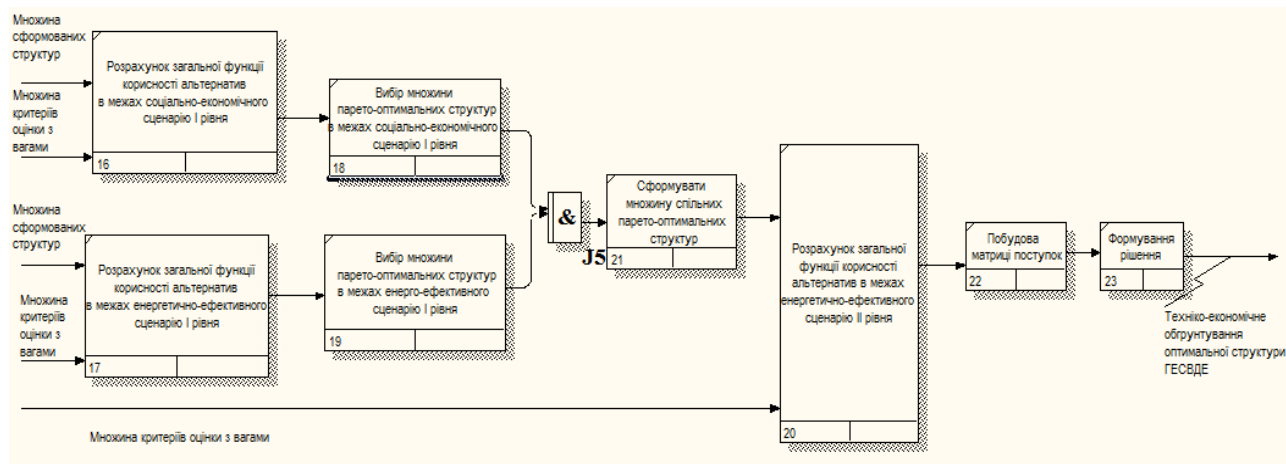 Множина
сформованих
структур
Множина
критеріїв
оцінки з
вагами
Розрахунок загальної функції
корисності альтернатив
в межах соціально-економічного
сценарію І рівня
16
Вибір множини
парето-оптимальних структур
в межах соціально-економічного
сценарію І рівня
18
Множина
сформованих
структур
Множина
критеріїв
оцінки з
вагами
Розрахунок загальної функції
корисності альтернатив
в межах енергетично-ефективного
сценарію І рівня
17
Вибір множини
парето-оптимальних структур
в межах енерго-ефективного
сценарію І рівня
19
&
J5
Сформувати
множину спільних
парето-оптимальних
структур
21
Розрахунок загальної
функції корисності
альтернатив в межах
енергетично-ефективного
сценарію ІІ рівня
20
Побудова
матриці поступок
22
Формування
рішення
23
Техніко-економічне
обгрунтування
оптимальної структури
ГЕСВДЕ
Множина критеріїв оцінки з вагами